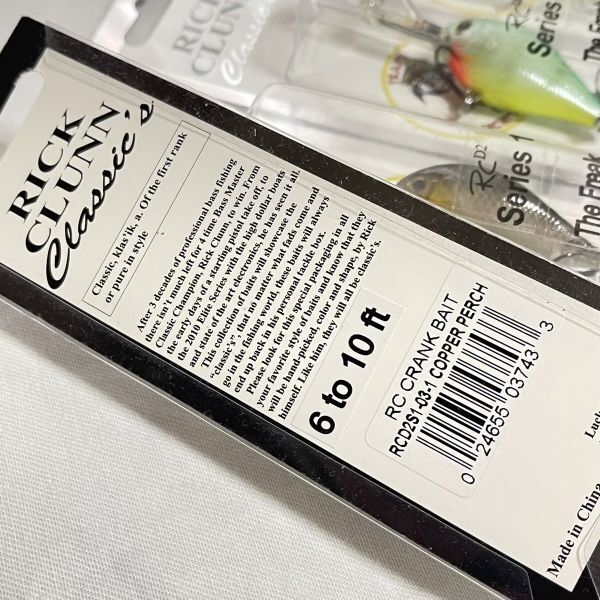 RICK
CLUNN
Classic's
Classic, klas'ik, a. Of the first rank
or pure in style
After 3 decades of professional bass fishing
there isn't much left for 4 time Bass Master
Classic Champion, Rick Clunn, to win. From
the early days of a starting pistol take off, to
the 2010 Elite Series with the high dollar boats
and state of the art electronics, he has seen it all.
This collection of baits will showcase the
"classic's" that no matter what fads come and
go in the fishing world, these baits will always
end up back in his personal tackle box.
Please look for this special packaging in all
your favorite style of baits and know that they
will be hand-picked, color and shape, by Rick
himself. Like him, they will all be classic's.
6 to 10 ft
RC CRANK BAIT
RCD2S1-03-1 COPPER PERCH
0 24655 03743 3
Made in China
RICK
CLUNN
Classic's
RC
Series 1
The Freak
RC D2
Series 1
The Freak